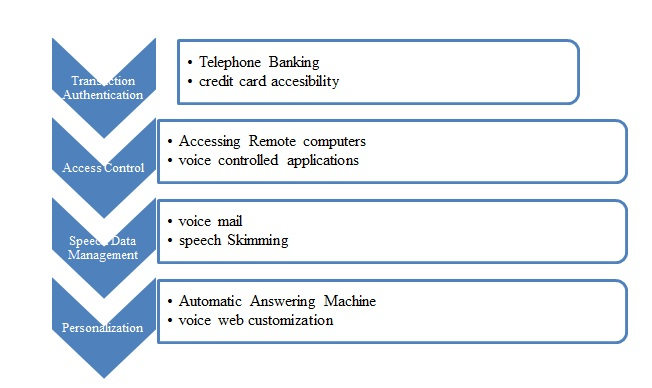 Transaction
Authentication
• Telephone Banking
• credit card accesibility
Access Control
• Accessing Remote computers
• voice controlled applications
Speech Data
Management
• voice mail
• speech Skimming
Personalization
• Automatic Answering Machine
• voice web customization